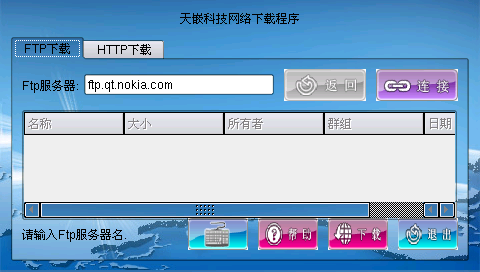 天嵌科技网络下载程序
FTP下载 HTTP下载
Ftp服务器: ftp.qt.nokia.com 返回 连接
名称 大小 所有者 群组 日期
请输入Ftp服务器名. 帮助 下载 退出